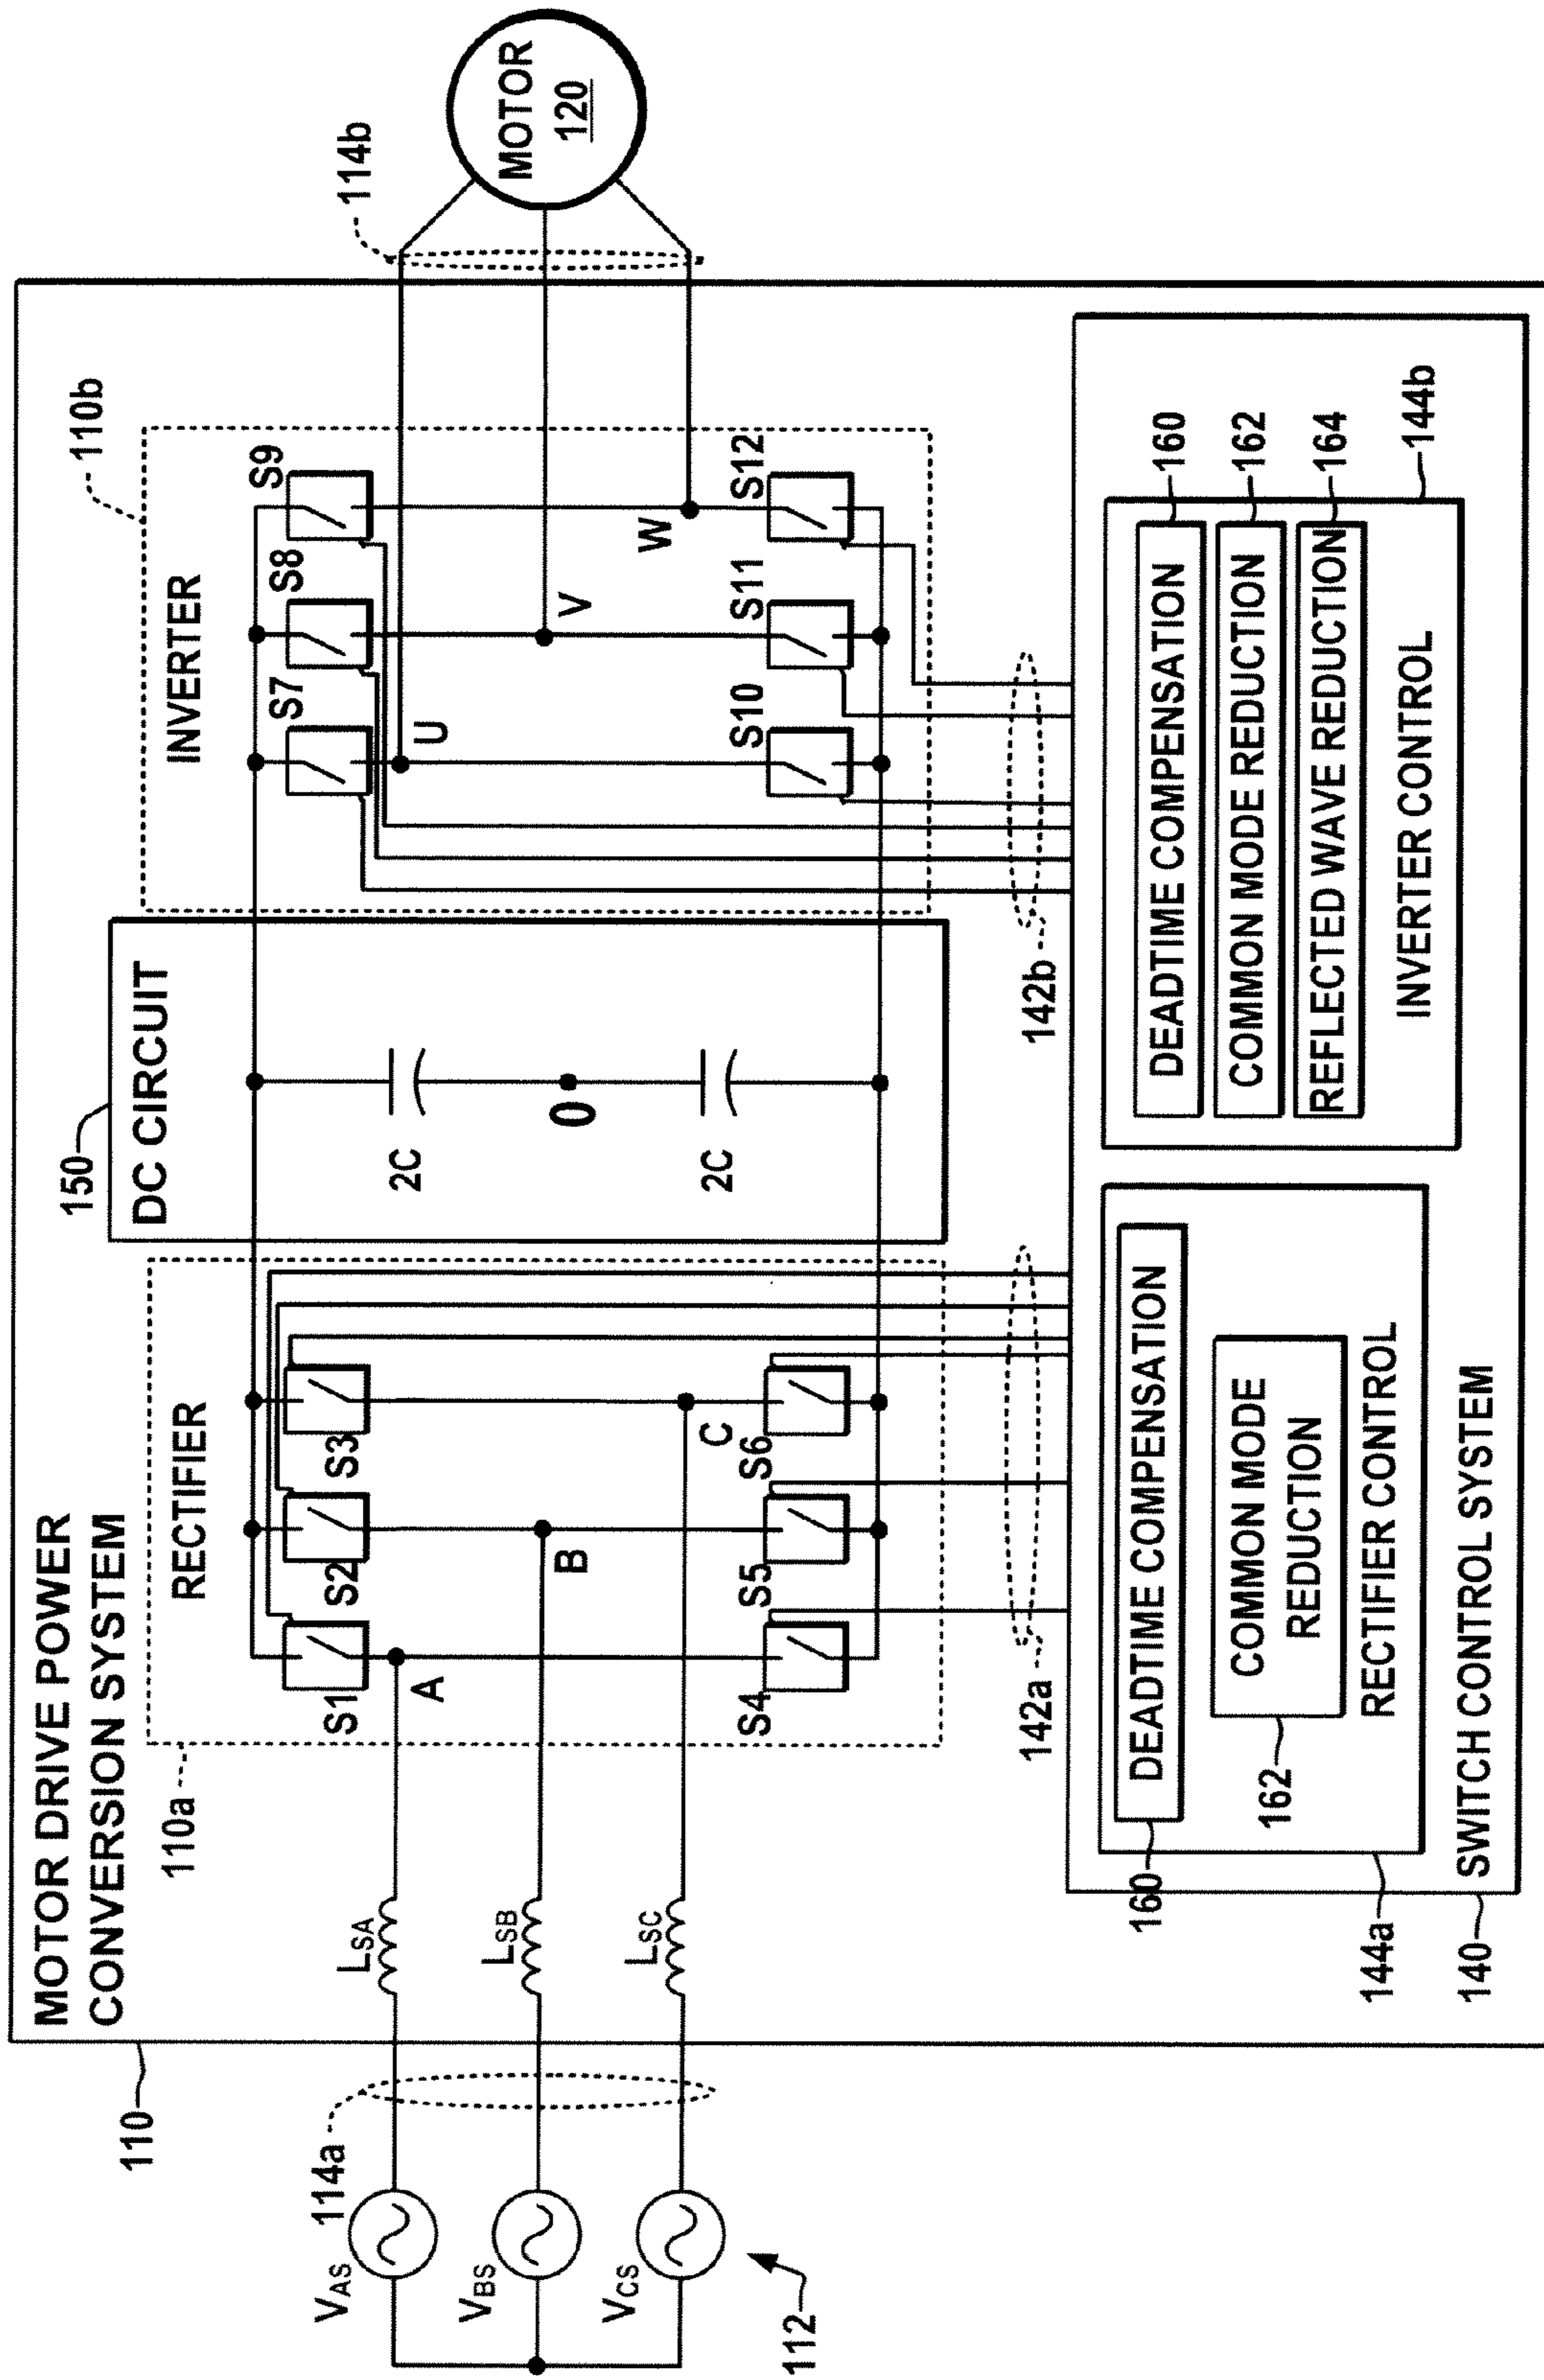 MOTOR DRIVE POWER
CONVERSION SYSTEM
110
112
VAS
VBS
VCS
114a
LSA
LSB
LSC
110a
RECTIFIER
S1
S2
S3
A
B
C
S4
S5
S6
142a
150
DC CIRCUIT
2C
0
2C
110b
INVERTER
S7
S8
S9
U
V
W
S10
S11
S12
142b
114b
MOTOR
120
160
DEADTIME COMPENSATION
162
COMMON MODE
REDUCTION
RECTIFIER CONTROL
144a
140
SWITCH CONTROL SYSTEM
DEADTIME COMPENSATION
160
COMMON MODE REDUCTION
162
REFLECTED WAVE REDUCTION
164
INVERTER CONTROL
144b